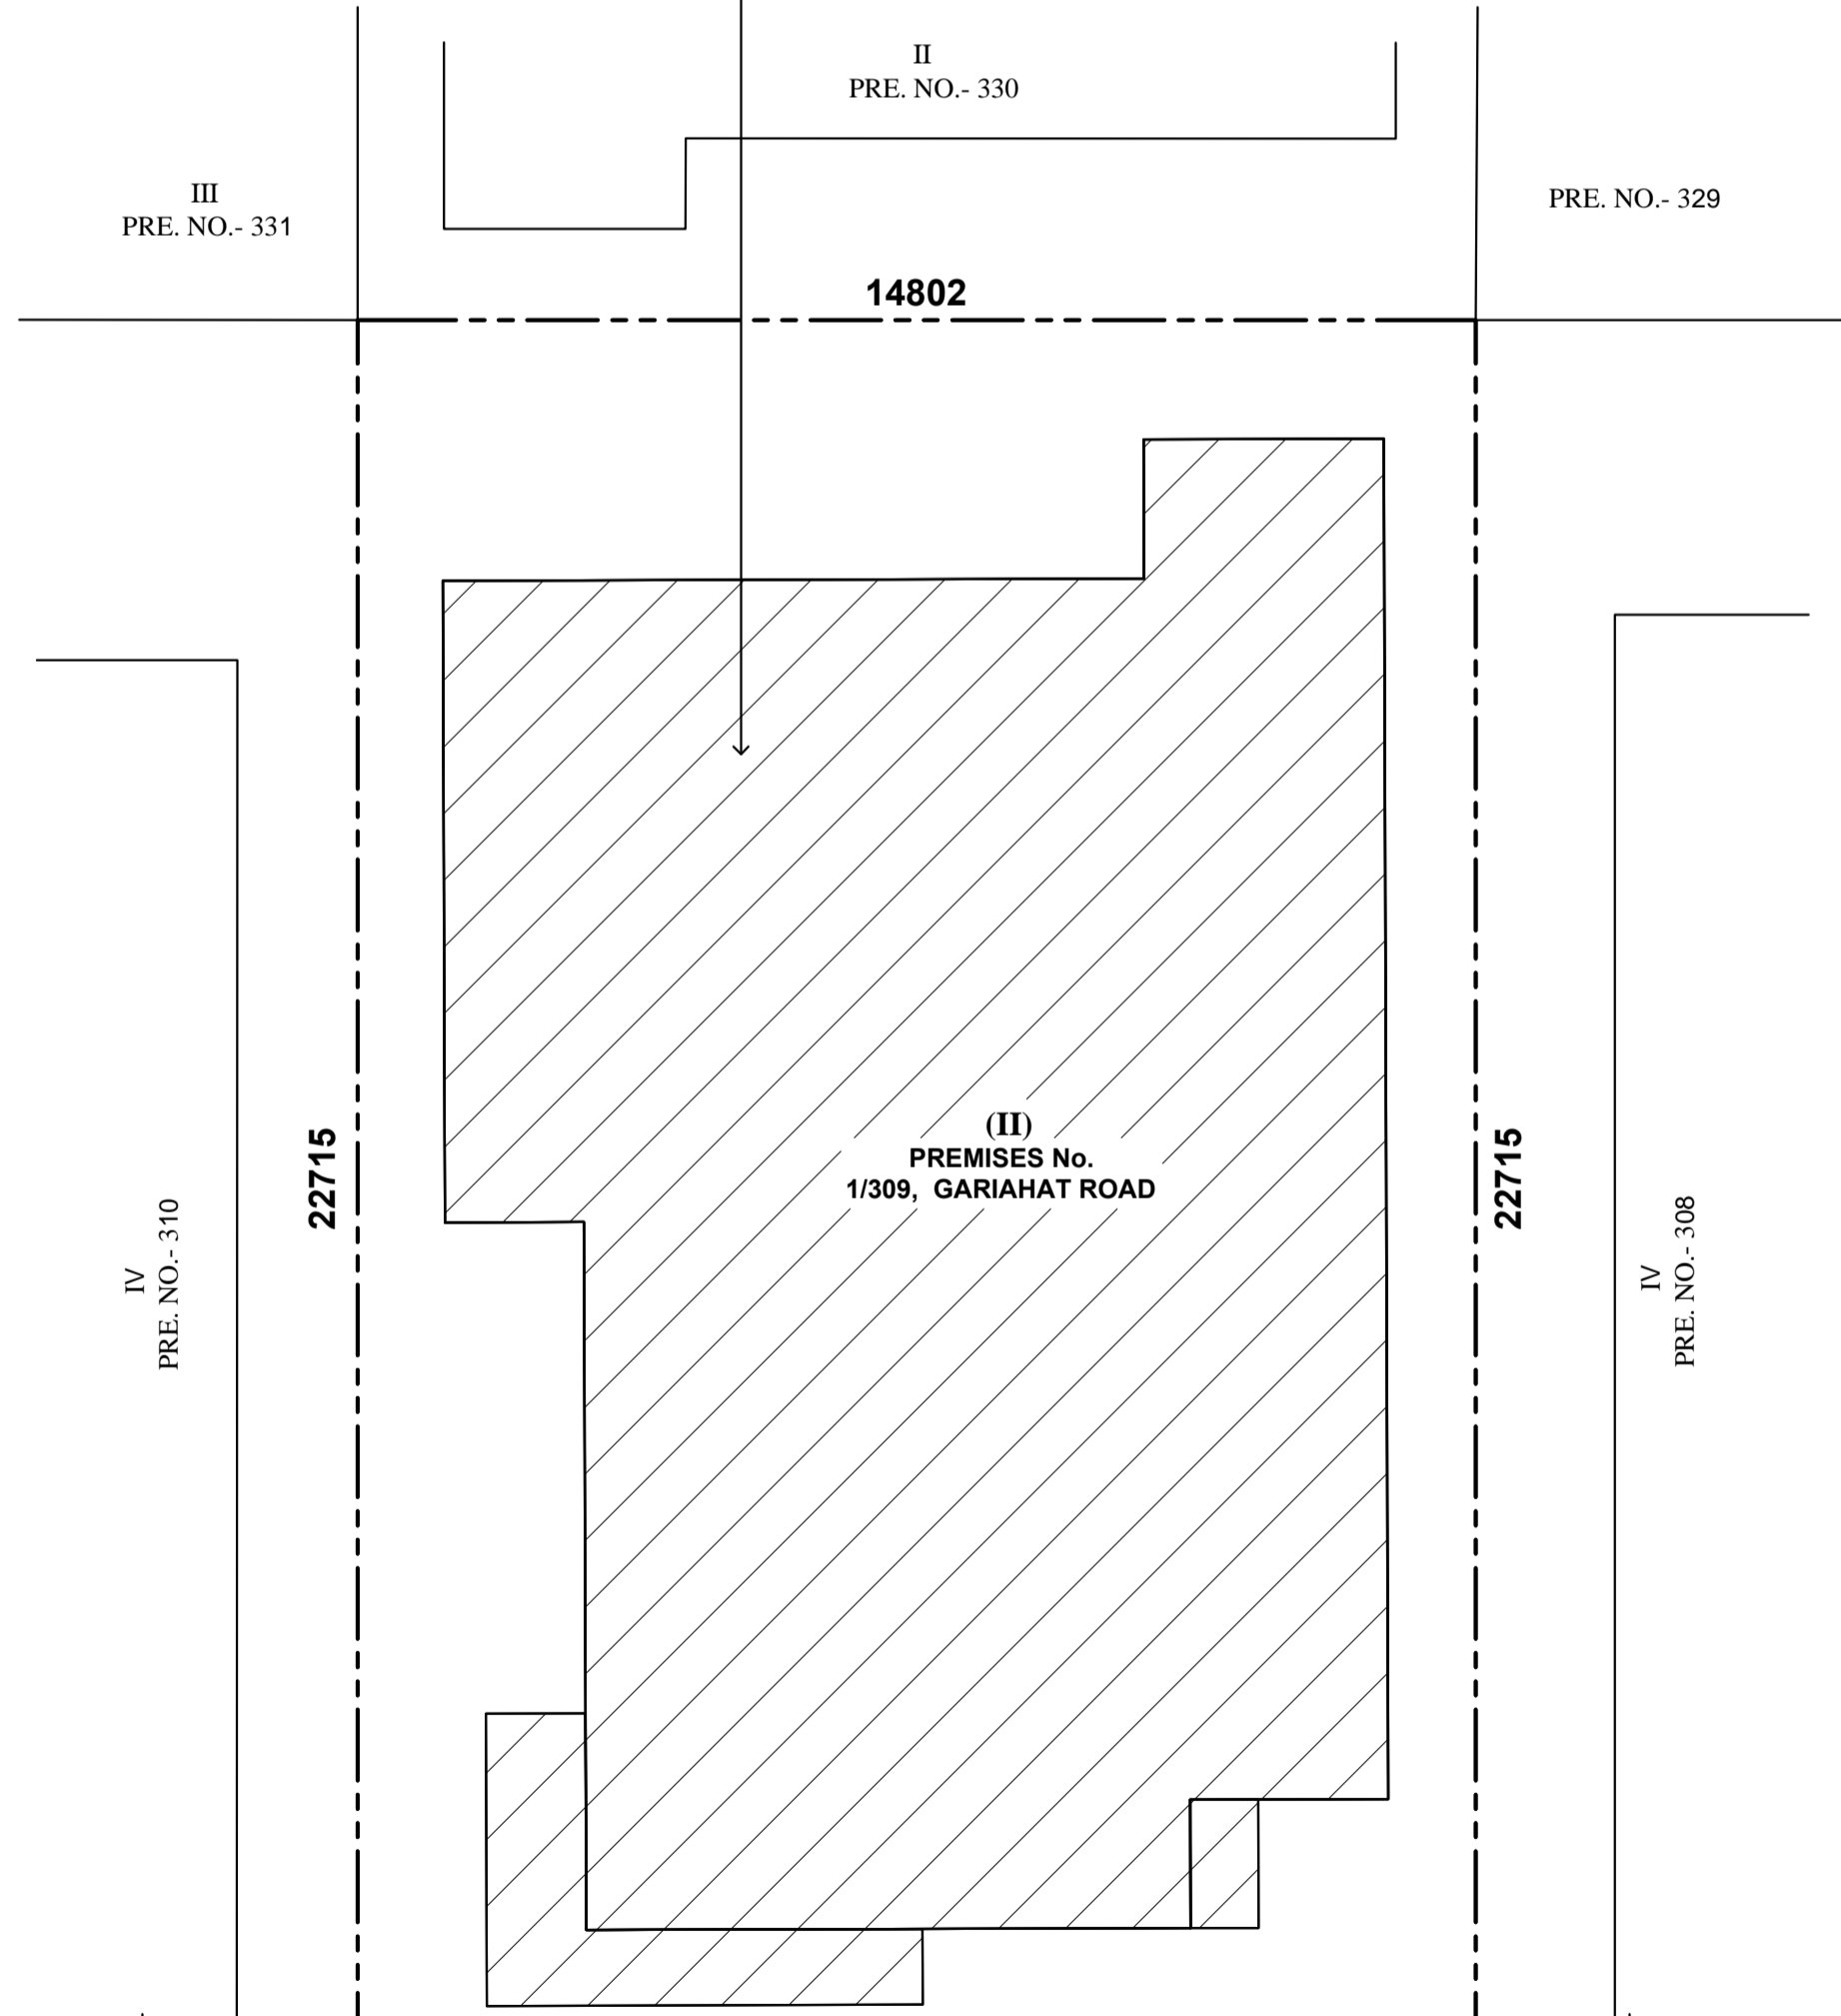 II
PRE. NO.- 330
III
PRE. NO.- 331
PRE. NO.- 329
14802
22715
22715
(II)
PREMISES No.
1/309, GARIAHAT ROAD
IV
PRE. NO.- 310
IV
PRE. NO.- 308